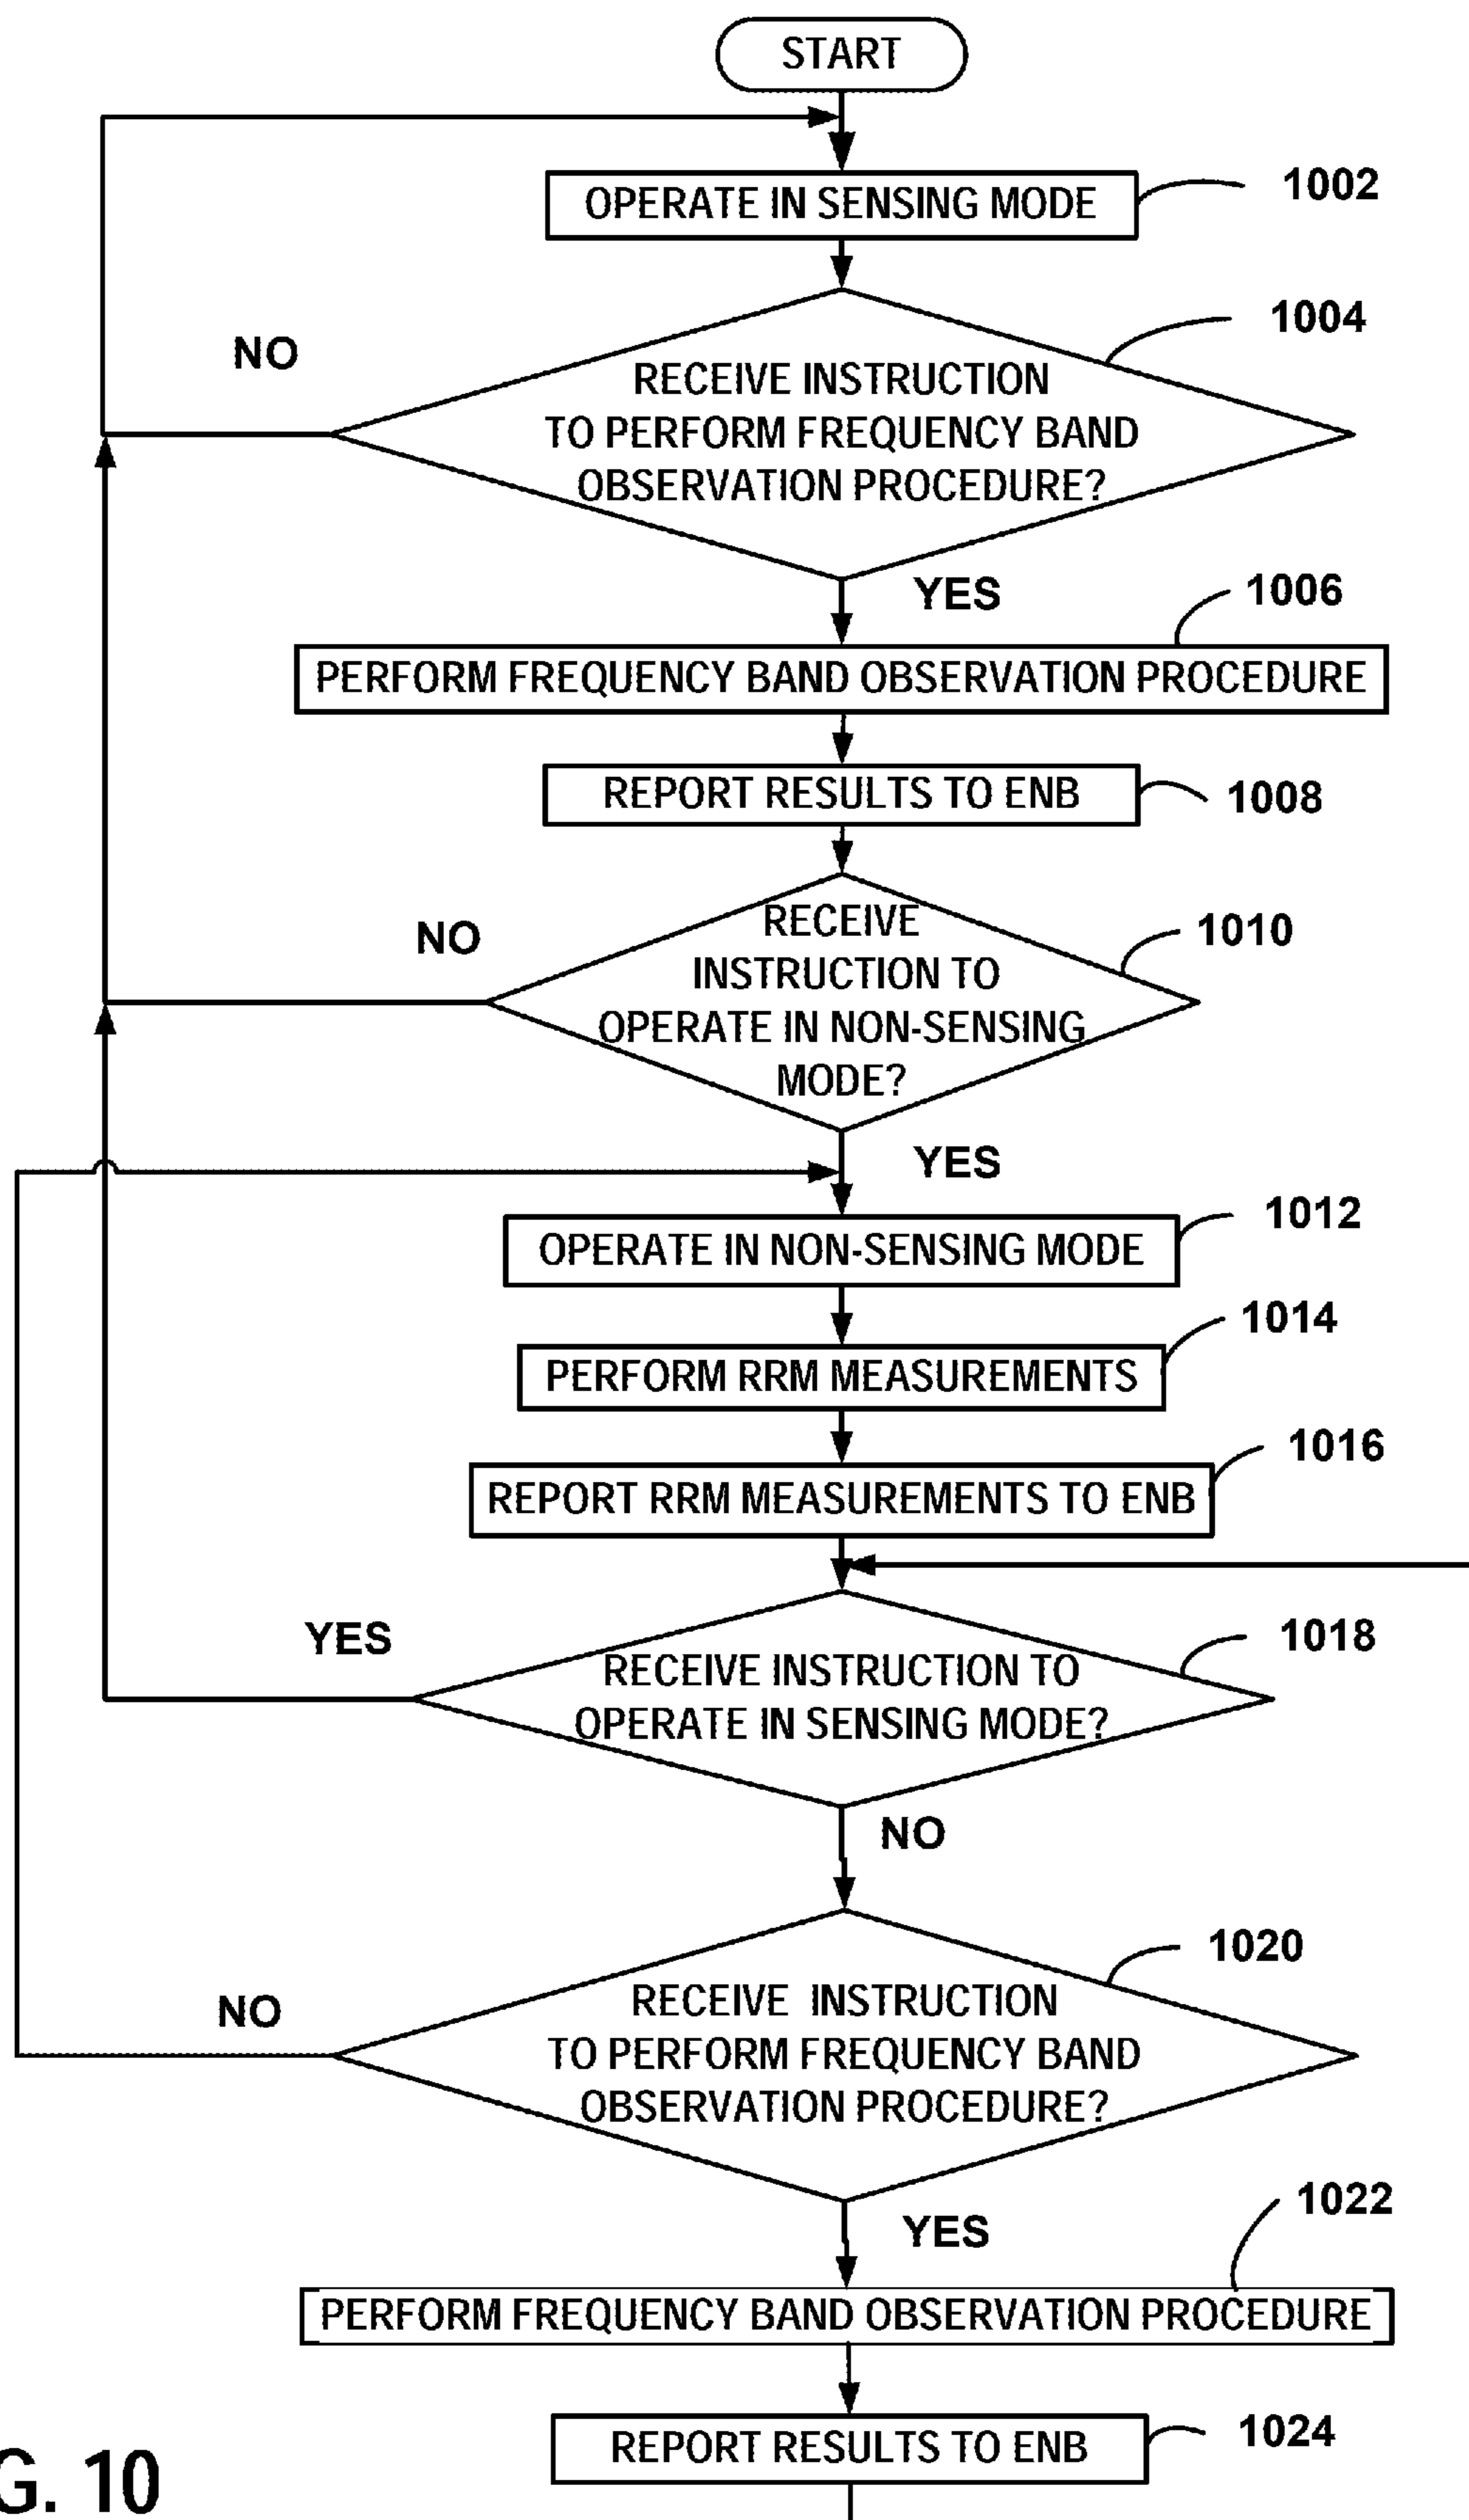 START
OPERATE IN SENSING MODE
1002
1004
NO
RECEIVE INSTRUCTION
TO PERFORM FREQUENCY BAND
OBSERVATION PROCEDURE?
YES
1006
PERFORM FREQUENCY BAND OBSERVATION PROCEDURE
REPORT RESULTS TO ENB
1008
NO
1010
RECEIVE
INSTRUCTION TO
OPERATE IN NON-SENSING
MODE?
YES
1012
OPERATE IN NON-SENSING MODE
1014
PERFORM RRM MEASUREMENTS
1016
REPORT RRM MEASUREMENTS TO ENB
YES
1018
RECEIVE INSTRUCTION TO
OPERATE IN SENSING MODE?
NO
1020
NO
RECEIVE INSTRUCTION
TO PERFORM FREQUENCY BAND
OBSERVATION PROCEDURE?
1022
YES
PERFORM FREQUENCY BAND OBSERVATION PROCEDURE
1024
REPORT RESULTS TO ENB
G. 10